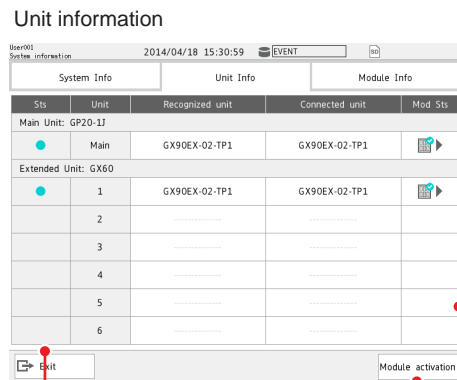 Unit information
User001
System information
2014/04/18 15:30:59
EVENT
SD
System Info Unit Info Module Info
Sts Unit Recognized unit Connected unit Mod Sts
Main Unit: GP20-1J
Main GX90EX-02-TP1 GX90EX-02-TP1
Extended Unit: GX60
1 GX90EX-02-TP1 GX90EX-02-TP1
2 -------------- --------------
3 -------------- --------------
4 -------------- --------------
5 -------------- --------------
6 -------------- --------------
Exit
Module activation